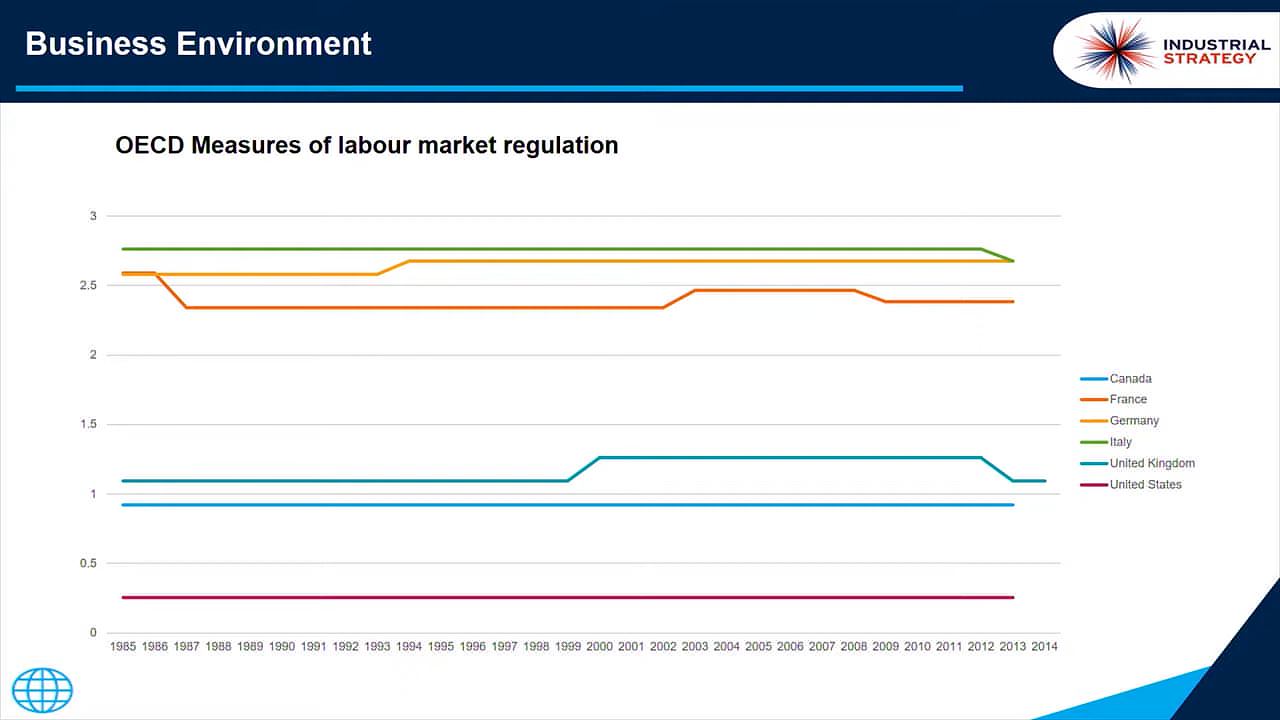 Business Environment
INDUSTRIAL
STRATEGY
OECD Measures of labour market regulation
3
2.5
2
1.5
1
0.5
0
1985 1986 1987 1988 1989 1990 1991 1992 1993 1994 1995 1996 1997 1998 1999 2000 2001 2002 2003 2004 2005 2006 2007 2008 2009 2010 2011 2012 2013 2014
Canada
France
Germany
Italy
United Kingdom
United States